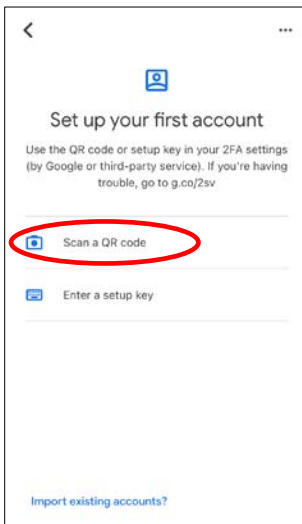 Set up your first account
Use the QR code or setup key in your 2FA settings
(by Google or third-party service). If you're having
trouble, go to g.co/2sv
Scan a QR code
Enter a setup key
Import existing accounts?